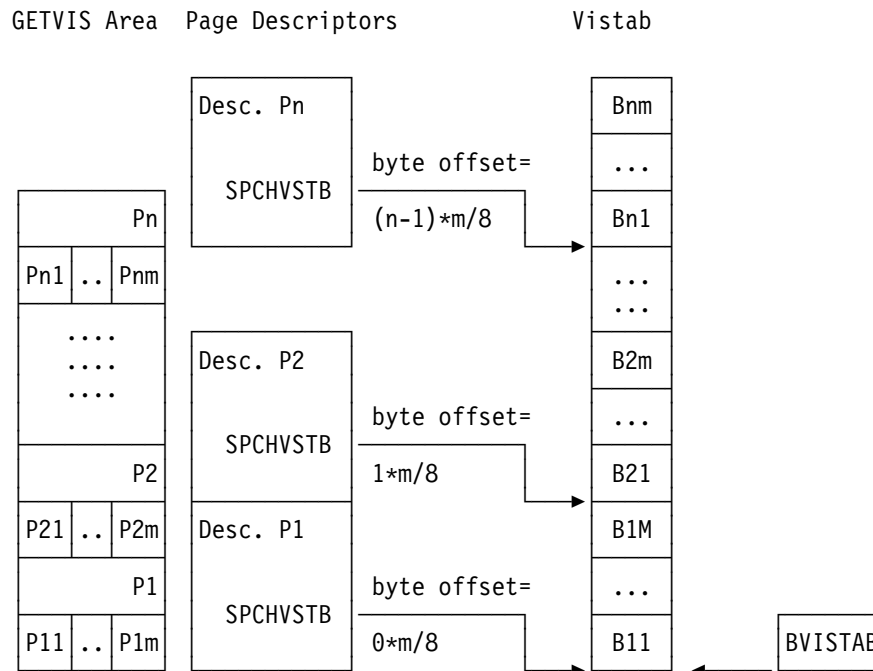 GETVIS Area Page Descriptors Vistab
Desc. Pn Bnm
byte offset= ...
SPCHVSTB
Pn (n-1)*m/8 Bn1
Pn1 .. Pnm ...
...
....
.... Desc. P2 B2m
....
byte offset= ...
SPCHVSTB
P2 1*m/8 B21
P21 .. P2m Desc. P1 B1M
P1 byte offset= ...
SPCHVSTB
P11 .. P1m 0*m/8 B11 BVISTAB